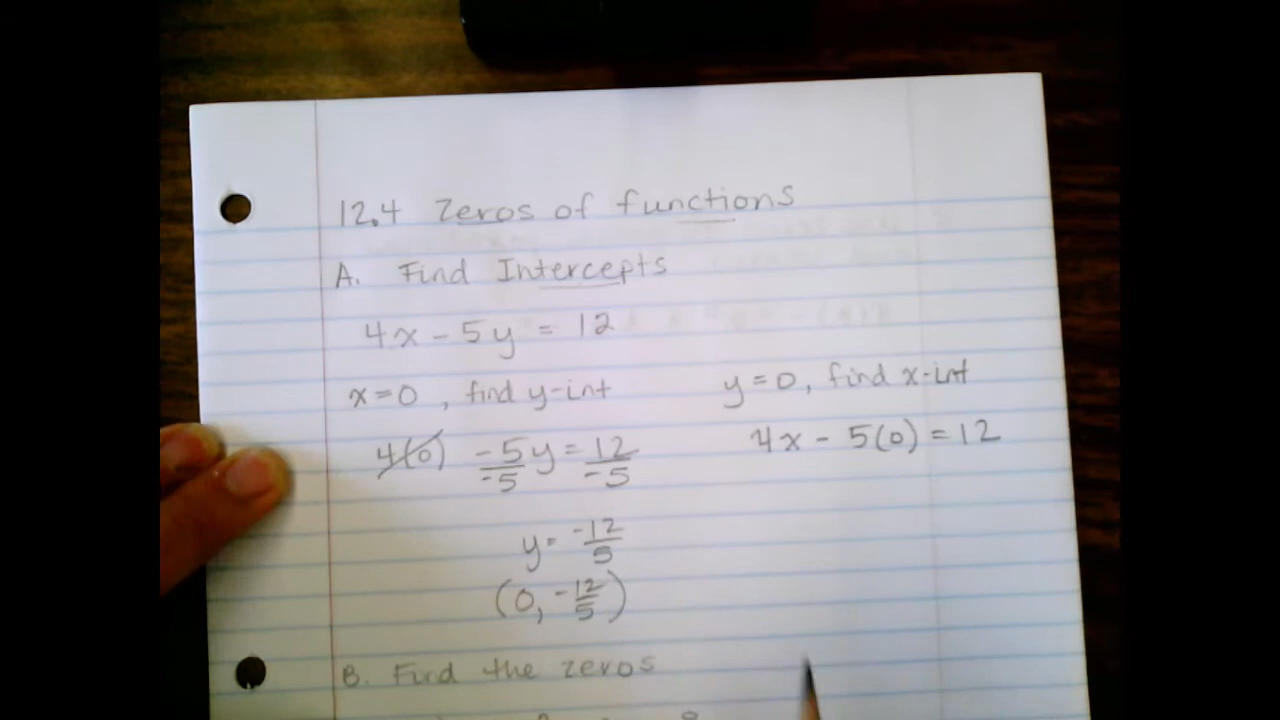 12.4 Zeros of functions
A. Find Intercepts
4x - 5y = 12
x = 0 , find y-int
y = 0, find x-int
4(0) -5y/-5 = 12/-5
4x - 5(0) = 12
y = -12/5
(0, -12/5)
B. Find the zeros